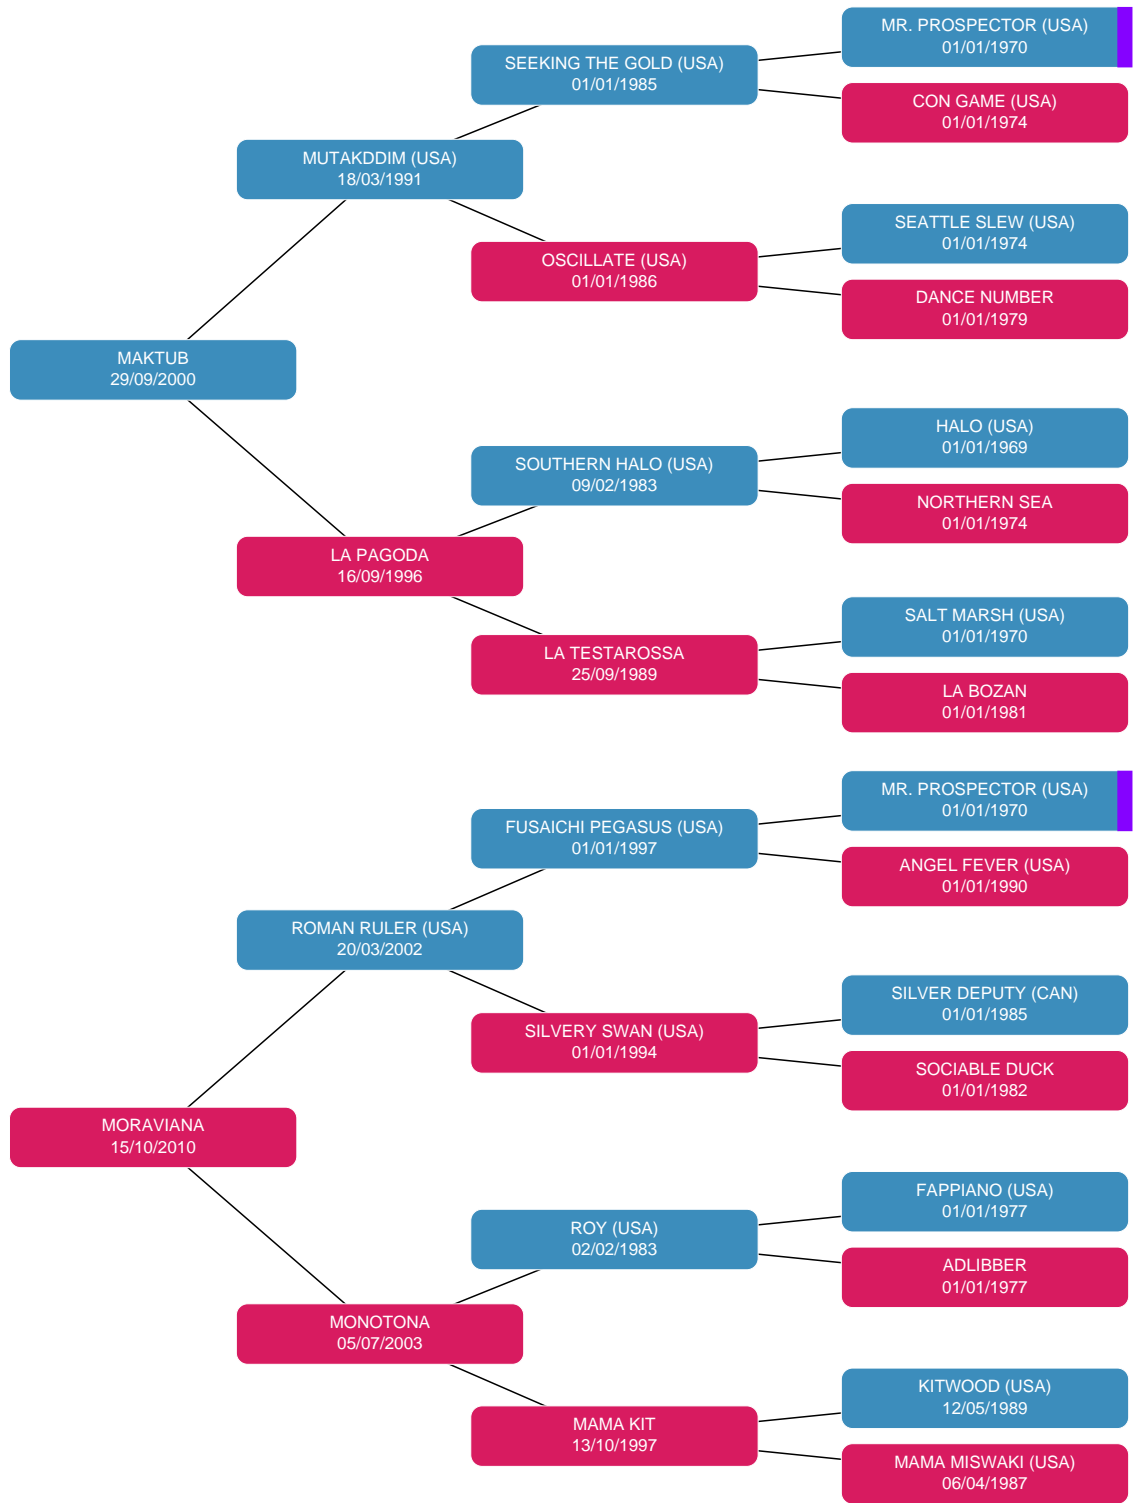 MR. PROSPECTOR (USA)
01/01/1970
SEEKING THE GOLD (USA)
01/01/1985
CON GAME (USA)
01/01/1974
MUTAKDDIM (USA)
18/03/1991
SEATTLE SLEW (USA)
01/01/1974
OSCILLATE (USA)
01/01/1986
DANCE NUMBER
01/01/1979
MAKTUB
29/09/2000
HALO (USA)
01/01/1969
SOUTHERN HALO (USA)
09/02/1983
NORTHERN SEA
01/01/1974
LA PAGODA
16/09/1996
SALT MARSH (USA)
01/01/1970
LA TESTAROSSA
25/09/1989
LA BOZAN
01/01/1981
MR. PROSPECTOR (USA)
01/01/1970
FUSAICHI PEGASUS (USA)
01/01/1997
ANGEL FEVER (USA)
01/01/1990
ROMAN RULER (USA)
20/03/2002
SILVER DEPUTY (CAN)
01/01/1985
SILVERY SWAN (USA)
01/01/1994
SOCIABLE DUCK
01/01/1982
MORAVIANA
15/10/2010
FAPPIANO (USA)
01/01/1977
ROY (USA)
02/02/1983
ADLIBBER
01/01/1977
MONOTONA
05/07/2003
KITWOOD (USA)
12/05/1989
MAMA KIT
13/10/1997
MAMA MISWAKI (USA)
06/04/1987